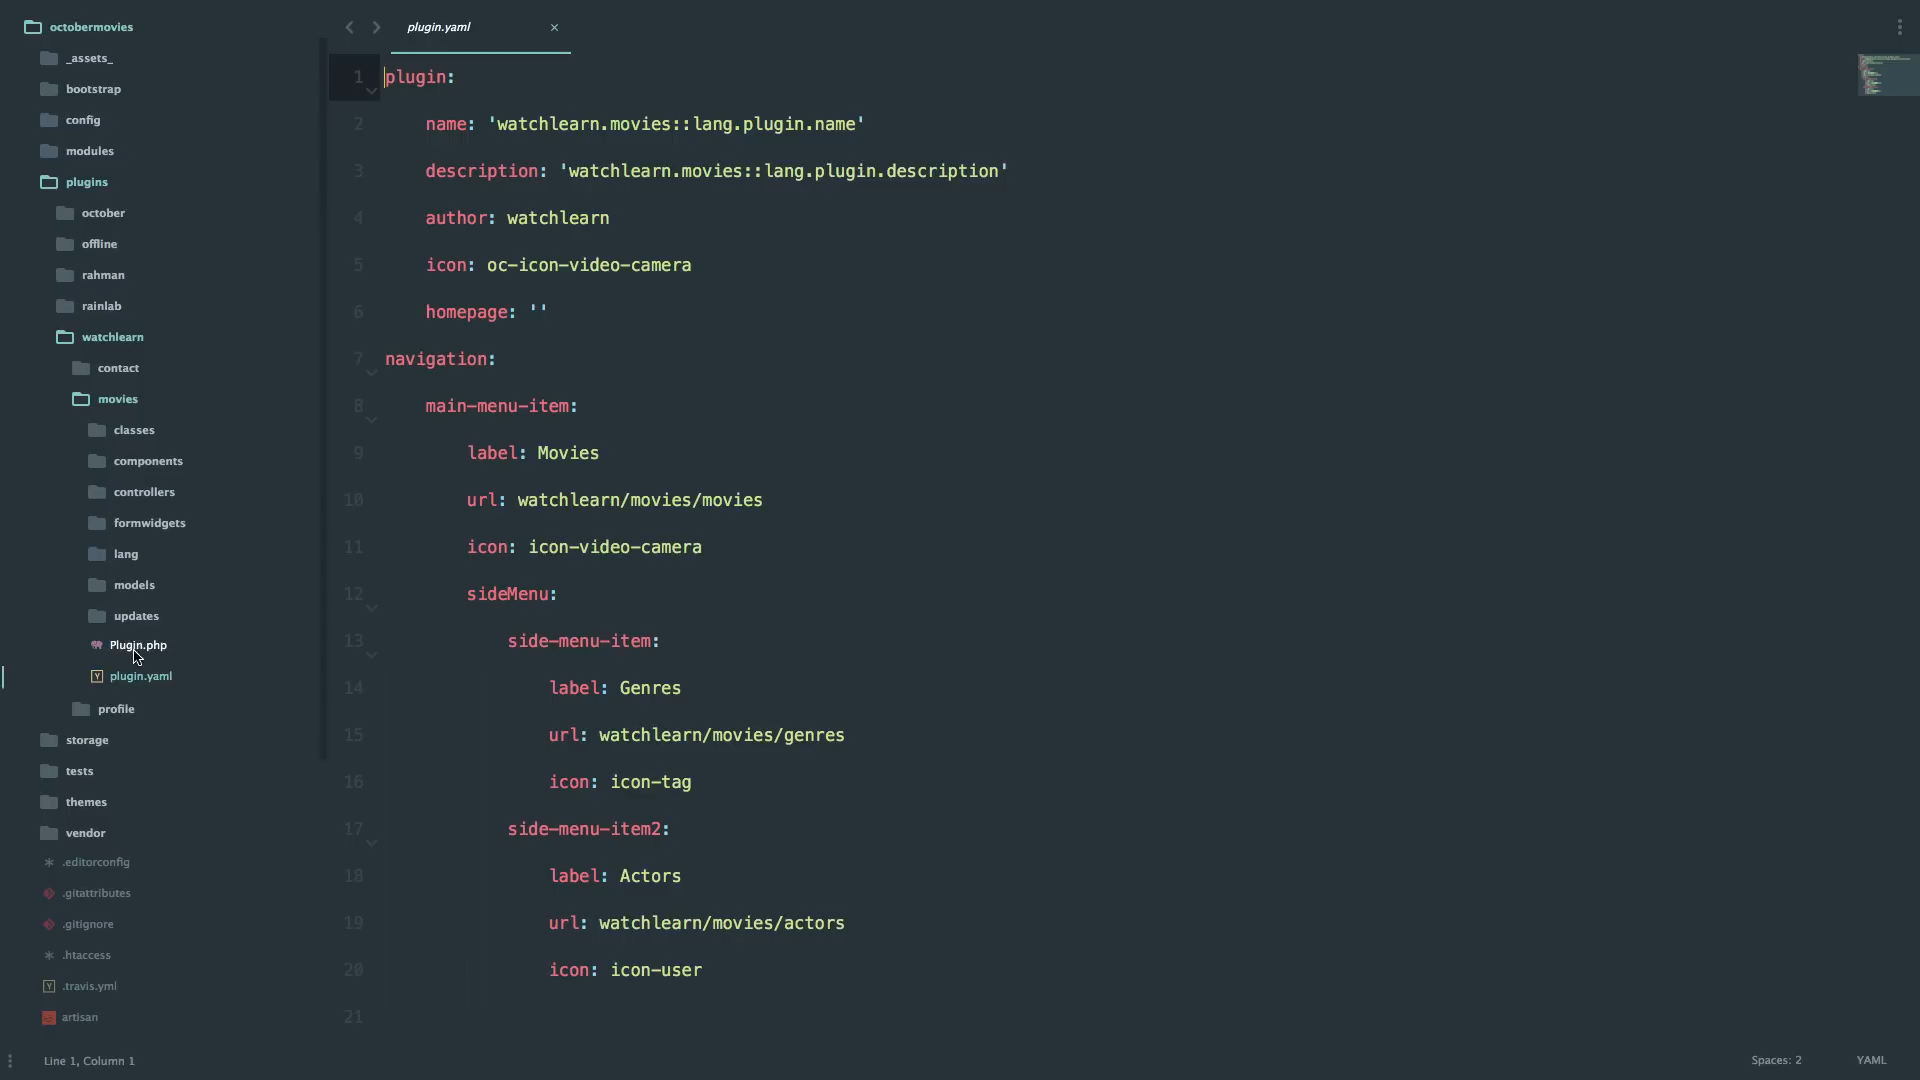 octobermovies
_assets_
bootstrap
config
modules
plugins
october
offline
rahman
rainlab
watchlearn
contact
movies
classes
components
controllers
formwidgets
lang
models
updates
Plugin.php
plugin.yaml
profile
storage
tests
themes
vendor
.editorconfig
.gitattributes
.gitignore
.htaccess
.travis.yml
artisan
plugin.yaml ×
1 plugin:
2 name: 'watchlearn.movies::lang.plugin.name'
3 description: 'watchlearn.movies::lang.plugin.description'
4 author: watchlearn
5 icon: oc-icon-video-camera
6 homepage: ''
7 navigation:
8 main-menu-item:
9 label: Movies
10 url: watchlearn/movies/movies
11 icon: icon-video-camera
12 sideMenu:
13 side-menu-item:
14 label: Genres
15 url: watchlearn/movies/genres
16 icon: icon-tag
17 side-menu-item2:
18 label: Actors
19 url: watchlearn/movies/actors
20 icon: icon-user
21
Line 1, Column 1
Spaces: 2
YAML